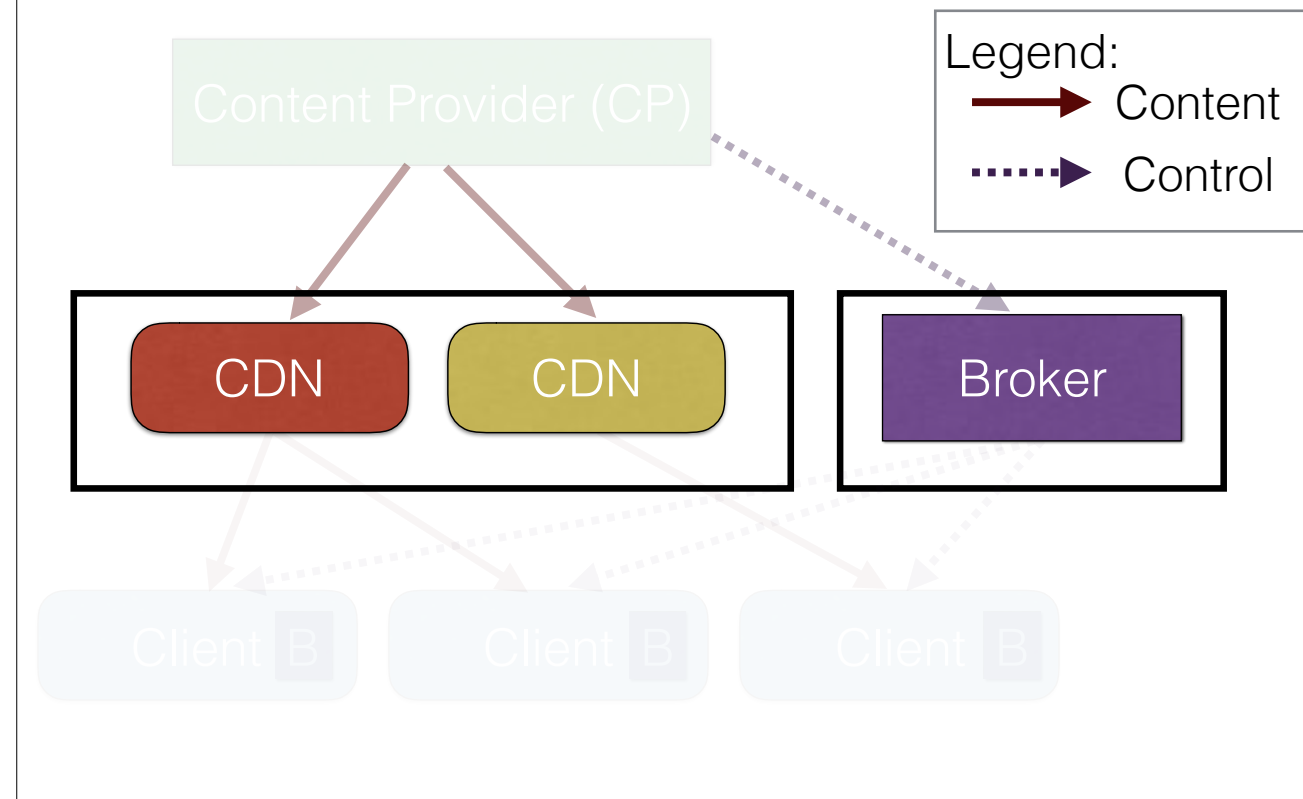 Legend:
Content
Control
Content Provider (CP)
CDN
CDN
Broker
Client B
Client B
Client B